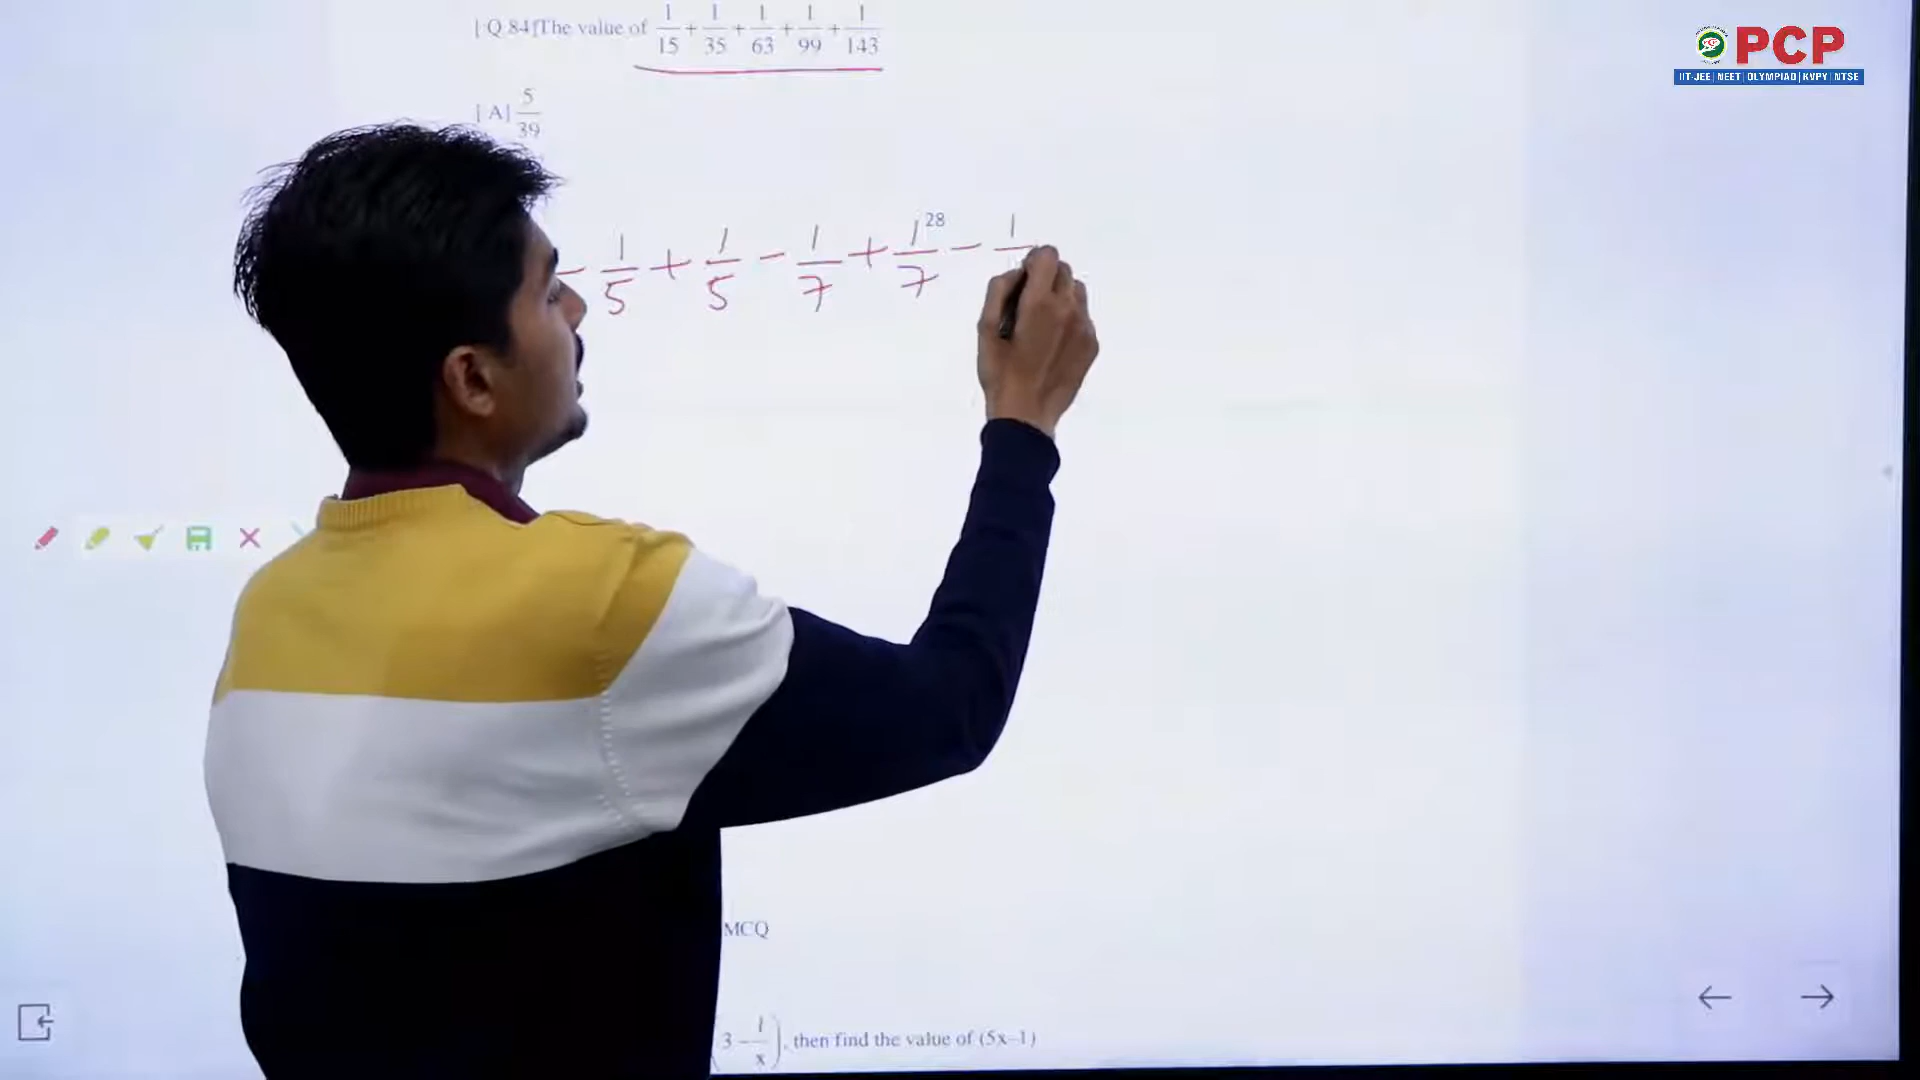 [ Q.84]The value of 1/15 + 1/35 + 1/63 + 1/99 + 1/143
PCP
IIT-JEE | NEET | OLYMPIAD | KVPY | NTSE
[ A] 5/39
28
− 1/5 + 1/5 − 1/7 + 1/7 − 1
MCQ
(3 − 1/x), then find the value of (5x–1)